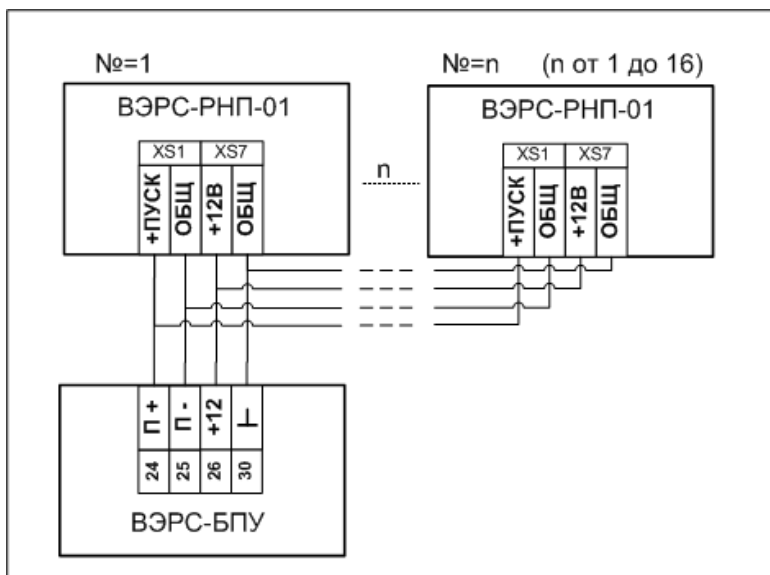 №=1
№=n (n от 1 до 16)
ВЭРС-РНП-01
ВЭРС-РНП-01
XS1 XS7
XS1 XS7
+ПУСК ОБЩ +12В ОБЩ
n
+ПУСК ОБЩ +12В ОБЩ
П + П - +12 ⊥
24 25 26 30
ВЭРС-БПУ